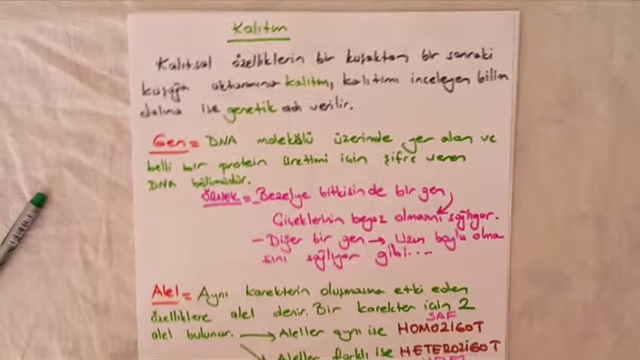 Kalıtım
Kalıtsal özelliklerin bir kuşaktan bir sonraki
kuşağa aktarımına kalıtım, kalıtımı inceleyen bilim
dalına ise genetik adı verilir.
Gen = DNA molekülü üzerinde yer alan ve
belli bir protein üretimi için şifre veren
DNA bölümüdür.
Örnek = Bezelye bitkisinde bir gen
Çiçeklerinin beyaz olmasını sağlıyor.
- Diğer bir gen → Uzun boylu olma
sını sağlıyor gibi...
Alel = Aynı karekterin oluşmasına etki eden
özelliklere alel denir. Bir karekter için 2
alel bulunur. → Aleller aynı ise HOMOZİGOT
SAF
Aleller farklı ise HETEROZİGOT